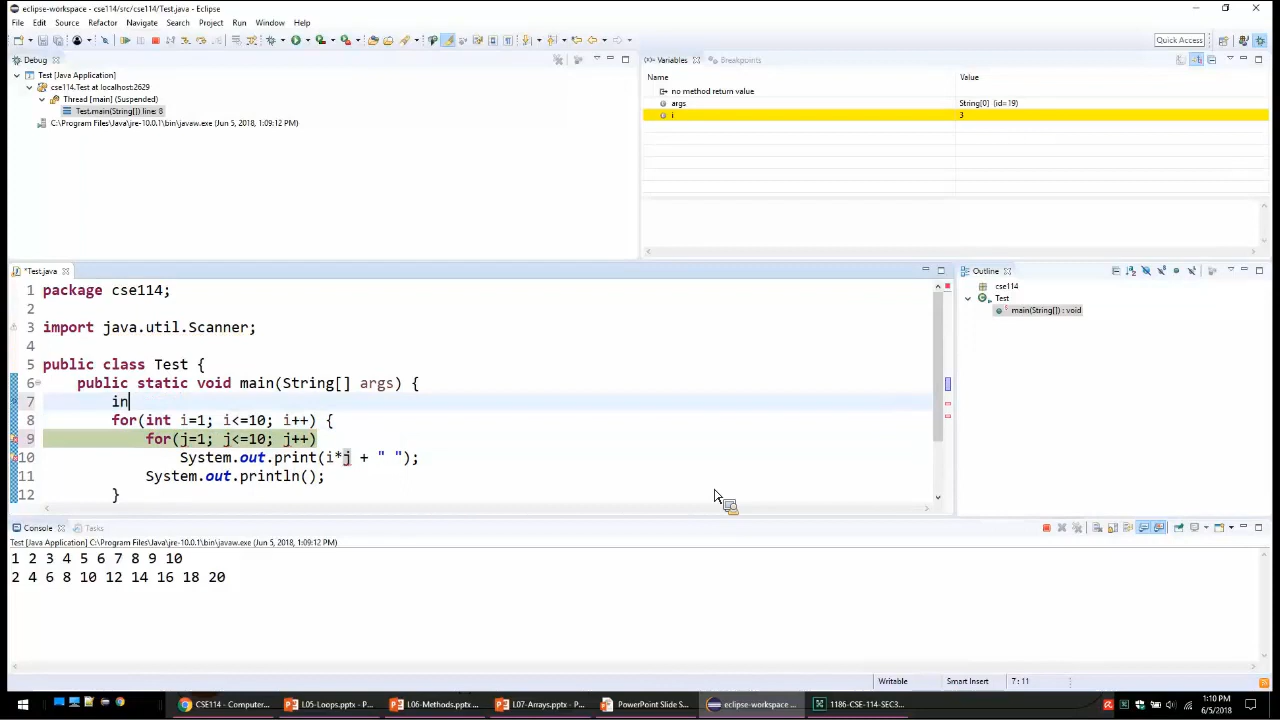 eclipse-workspace - cse114/src/cse114/Test.java - Eclipse
File Edit Source Refactor Navigate Search Project Run Window Help
Quick Access
Debug
Test [Java Application]
cse114.Test at localhost:2629
Thread [main] (Suspended)
Test.main(String[]) line: 8
C:\Program Files\Java\jre-10.0.1\bin\javaw.exe (Jun 5, 2018, 1:09:12 PM)
Variables Breakpoints
Name Value
no method return value
args String[0] (id=19)
i 3
*Test.java
1 package cse114;
2
3 import java.util.Scanner;
4
5 public class Test {
6 public static void main(String[] args) {
7 in
8 for(int i=1; i<=10; i++) {
9 for(j=1; j<=10; j++)
10 System.out.print(i*j + " ");
11 System.out.println();
12 }
Outline
cse114
Test
main(String[]) : void
Console Tasks
Test [Java Application] C:\Program Files\Java\jre-10.0.1\bin\javaw.exe (Jun 5, 2018, 1:09:12 PM)
1 2 3 4 5 6 7 8 9 10
2 4 6 8 10 12 14 16 18 20
Writable Smart Insert 7 : 11
CSE114 - Computer... L05-Loops.pptx - P... L06-Methods.pptx ... L07-Arrays.pptx - P... PowerPoint Slide S... eclipse-workspace ... 1186-CSE-114-SEC3...
1:10 PM
6/5/2018